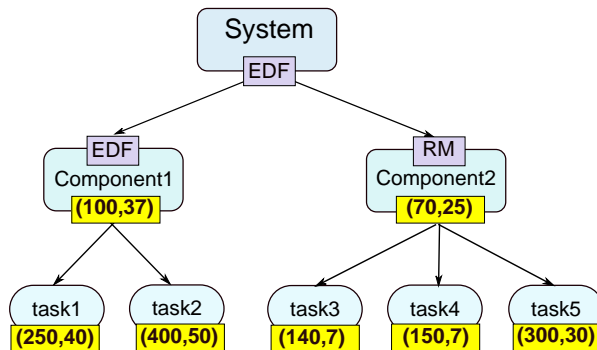 System
EDF
EDF
RM
Component1
Component2
(100,37)
(70,25)
task1
task2
task3
task4
task5
(250,40)
(400,50)
(140,7)
(150,7)
(300,30)